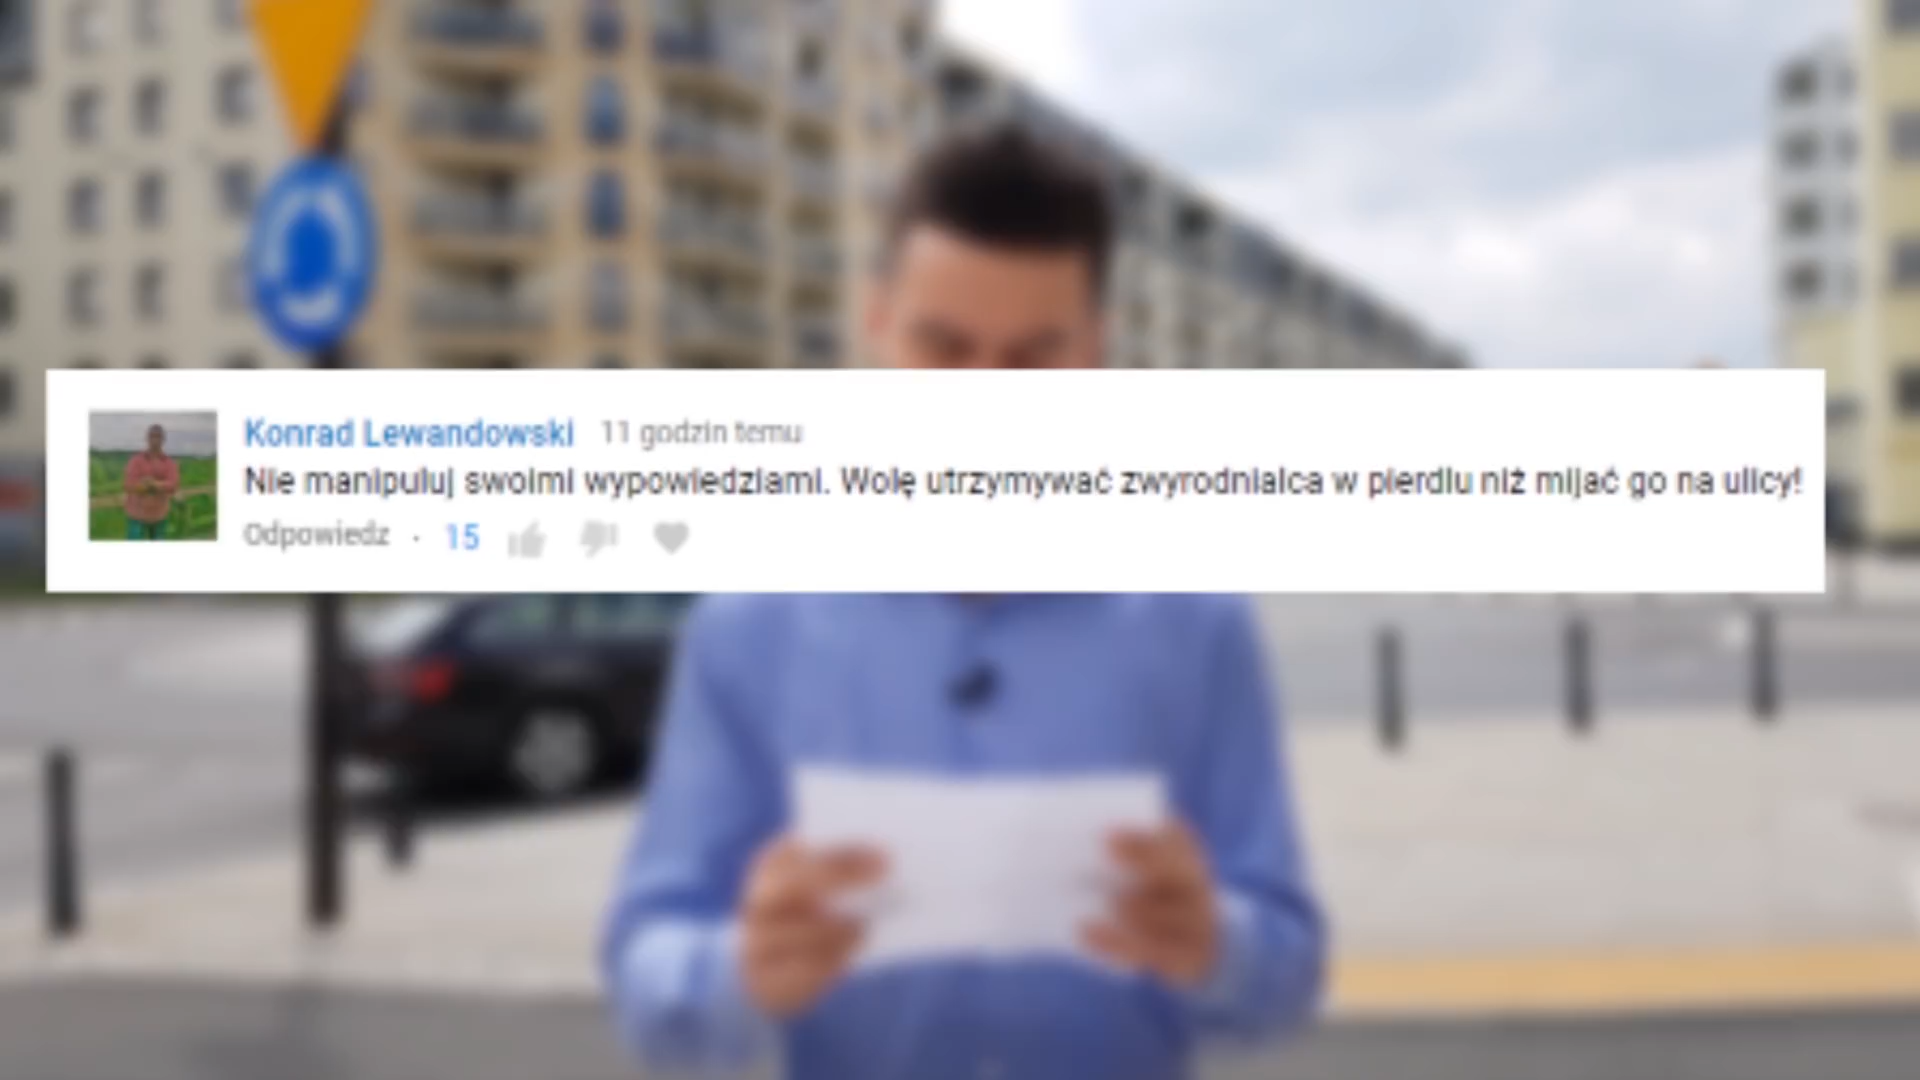 Konrad Lewandowski 11 godzin temu
Nie manipuluj swoimi wypowiedziami. Wolę utrzymywać zwyrodnialca w pierdlu niż mijać go na ulicy!
Odpowiedz · 15